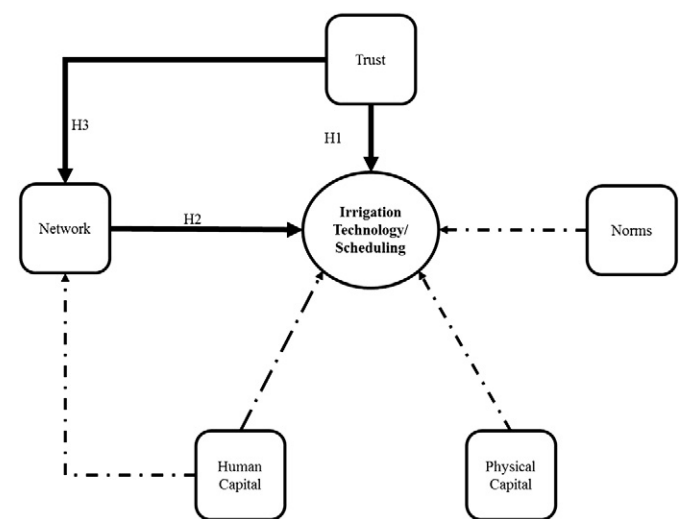 Trust
H3
H1
Network
H2
Irrigation
Technology/
Scheduling
Norms
Human
Capital
Physical
Capital